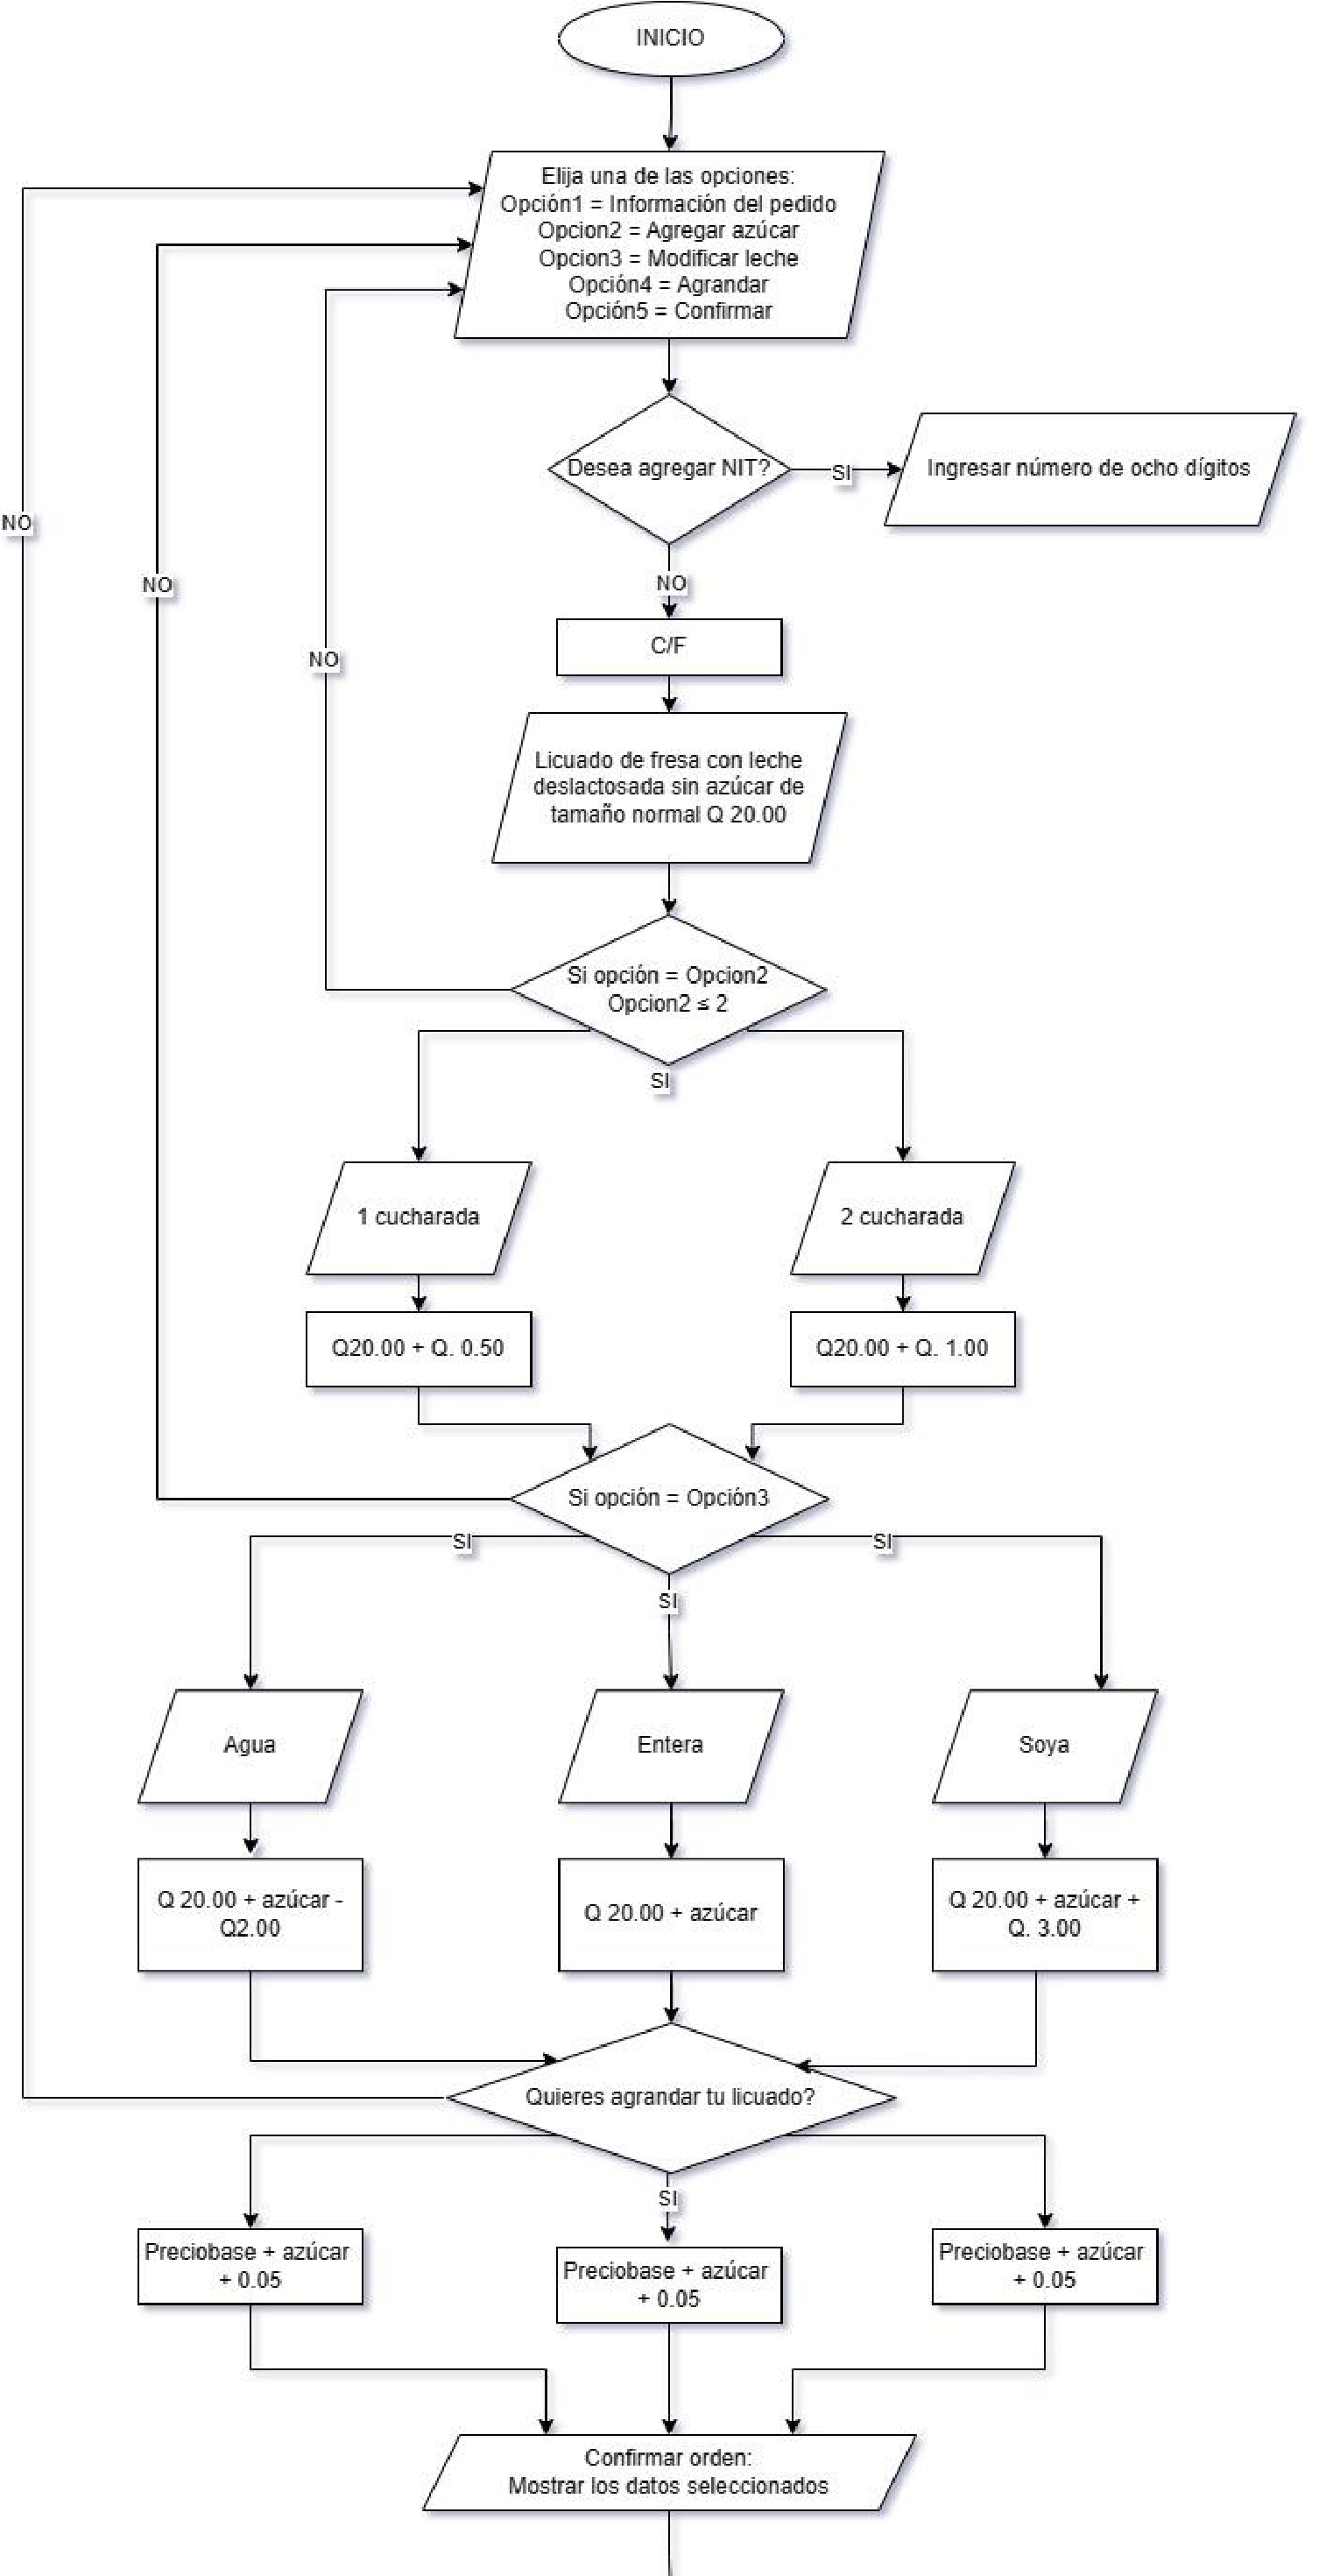 INICIO
Elija una de las opciones:
Opción1 = Información del pedido
Opcion2 = Agregar azúcar
Opcion3 = Modificar leche
Opción4 = Agrandar
Opción5 = Confirmar
Desea agregar NIT?
SI
Ingresar número de ocho dígitos
NO
NO
NO
NO
C/F
Licuado de fresa con leche
deslactosada sin azúcar de
tamaño normal Q 20.00
Si opción = Opcion2
Opcion2 ≤ 2
SI
1 cucharada
2 cucharada
Q20.00 + Q. 0.50
Q20.00 + Q. 1.00
Si opción = Opción3
SI
SI
SI
Agua
Entera
Soya
Q 20.00 + azúcar -
Q2.00
Q 20.00 + azúcar
Q 20.00 + azúcar +
Q. 3.00
Quieres agrandar tu licuado?
SI
Preciobase + azúcar
+ 0.05
Preciobase + azúcar
+ 0.05
Preciobase + azúcar
+ 0.05
Confirmar orden:
Mostrar los datos seleccionados